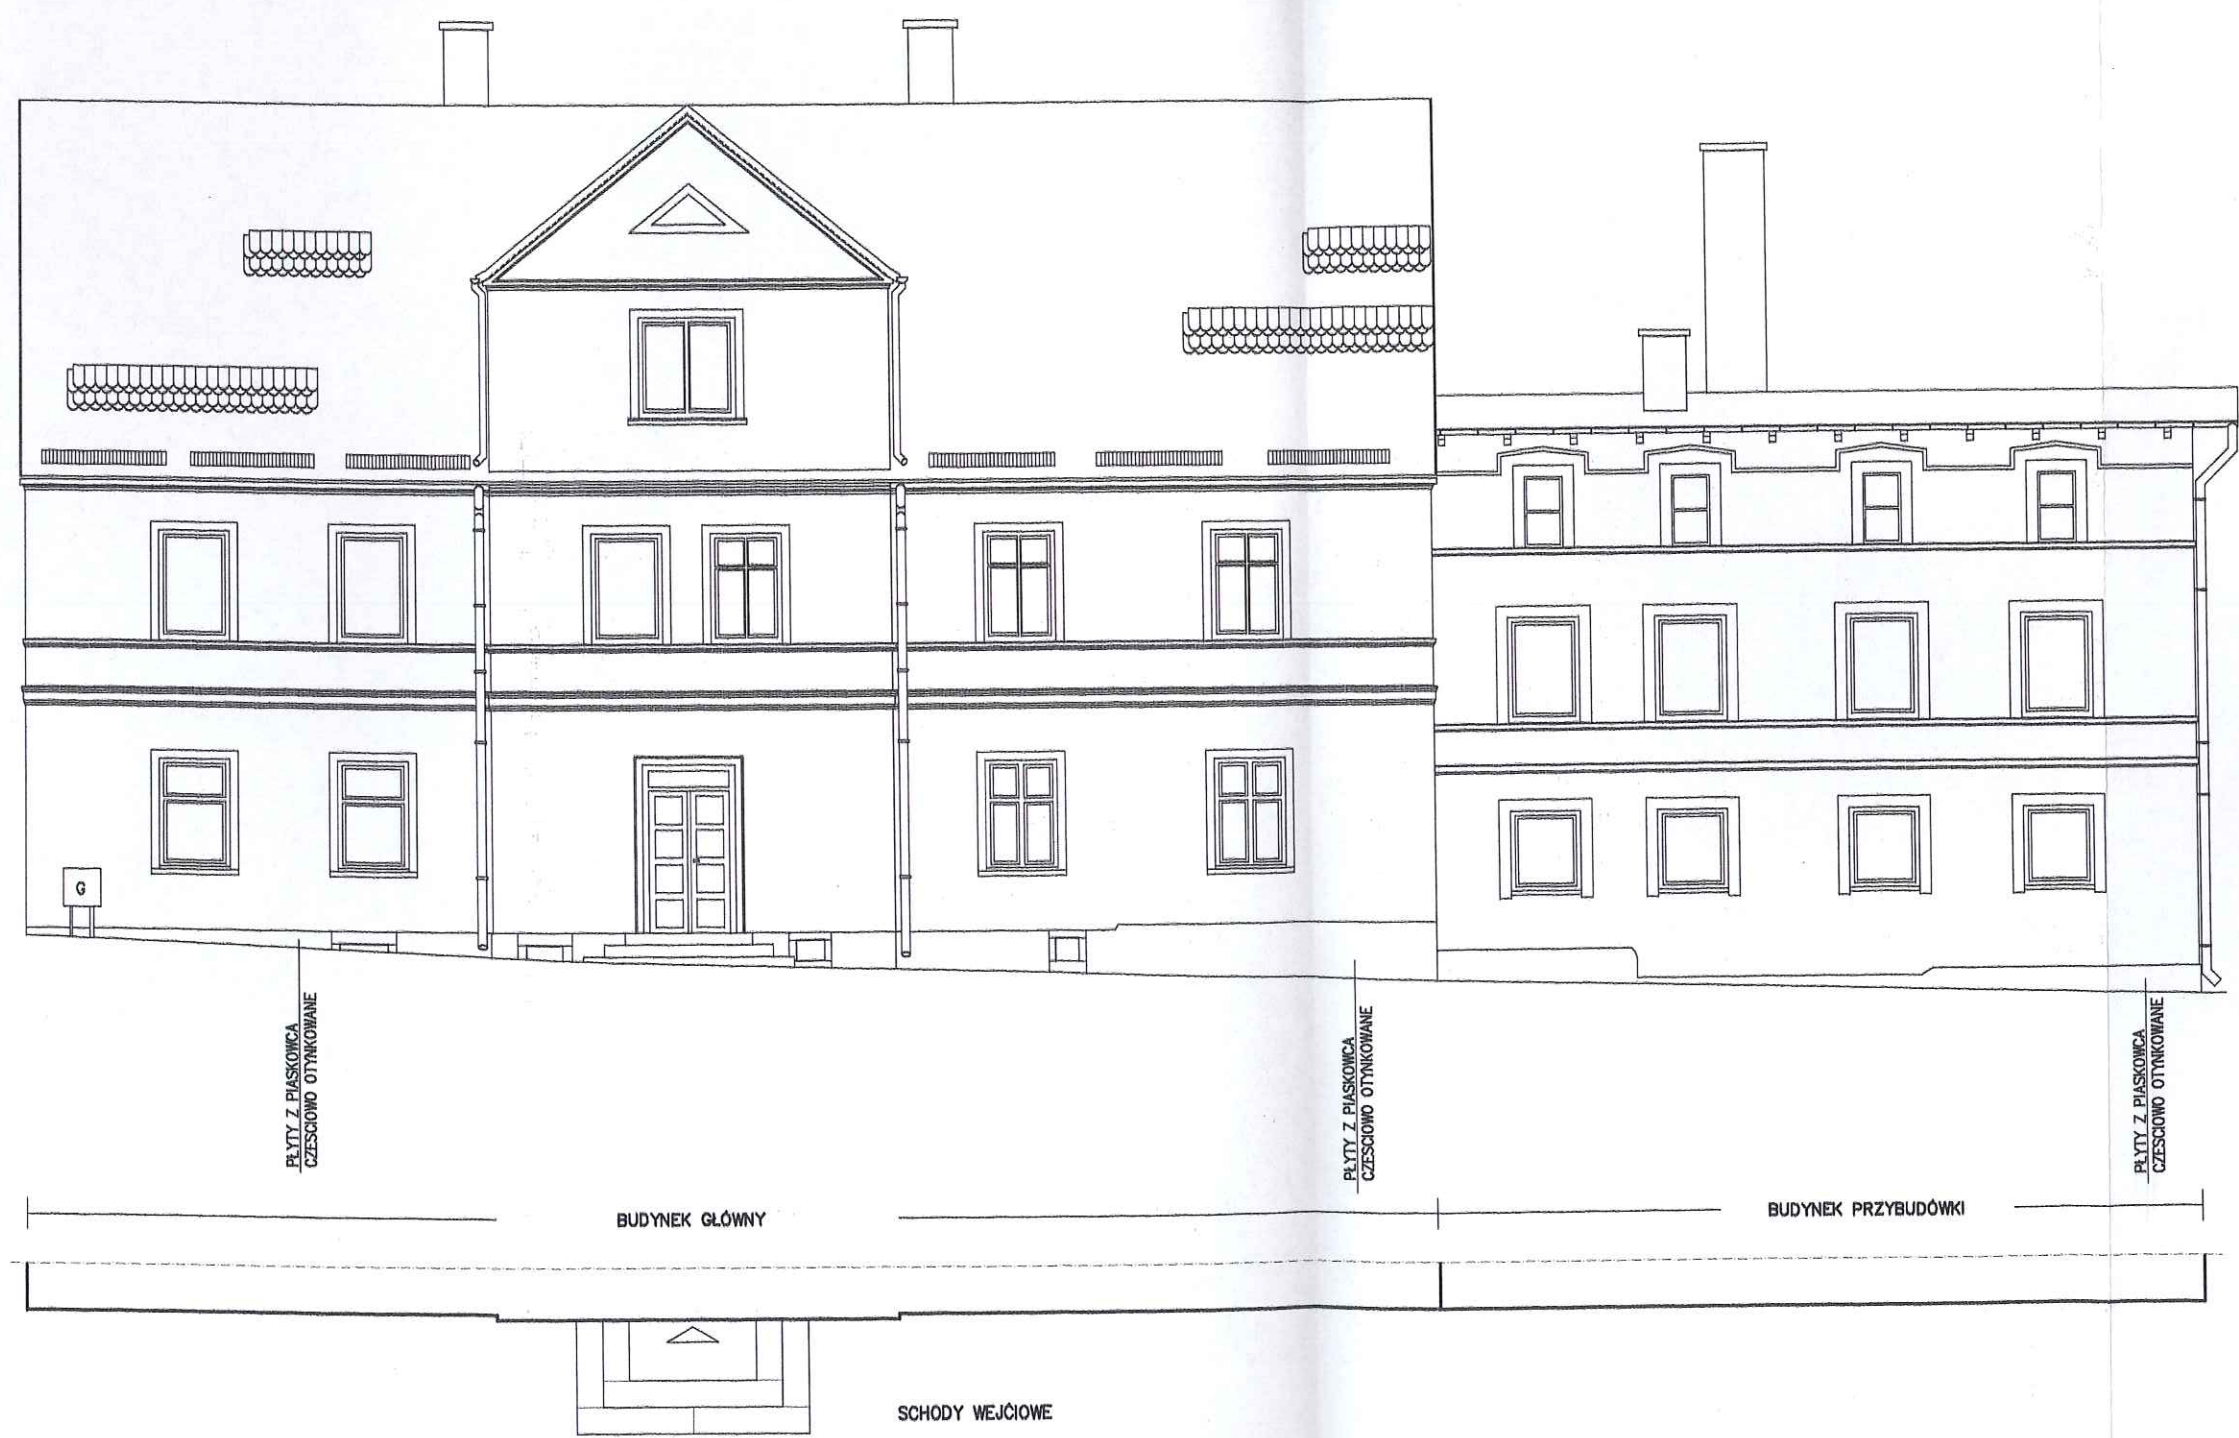 G
PŁYTY Z PIASKOWCA
CZESCIOWO OTYNKOWANE
PŁYTY Z PIASKOWCA
CZESCIOWO OTYNKOWANE
PŁYTY Z PIASKOWCA
CZESCIOWO OTYNKOWANE
BUDYNEK GŁÓWNY
BUDYNEK PRZYBUDÓWKI
SCHODY WEJĆIOWE